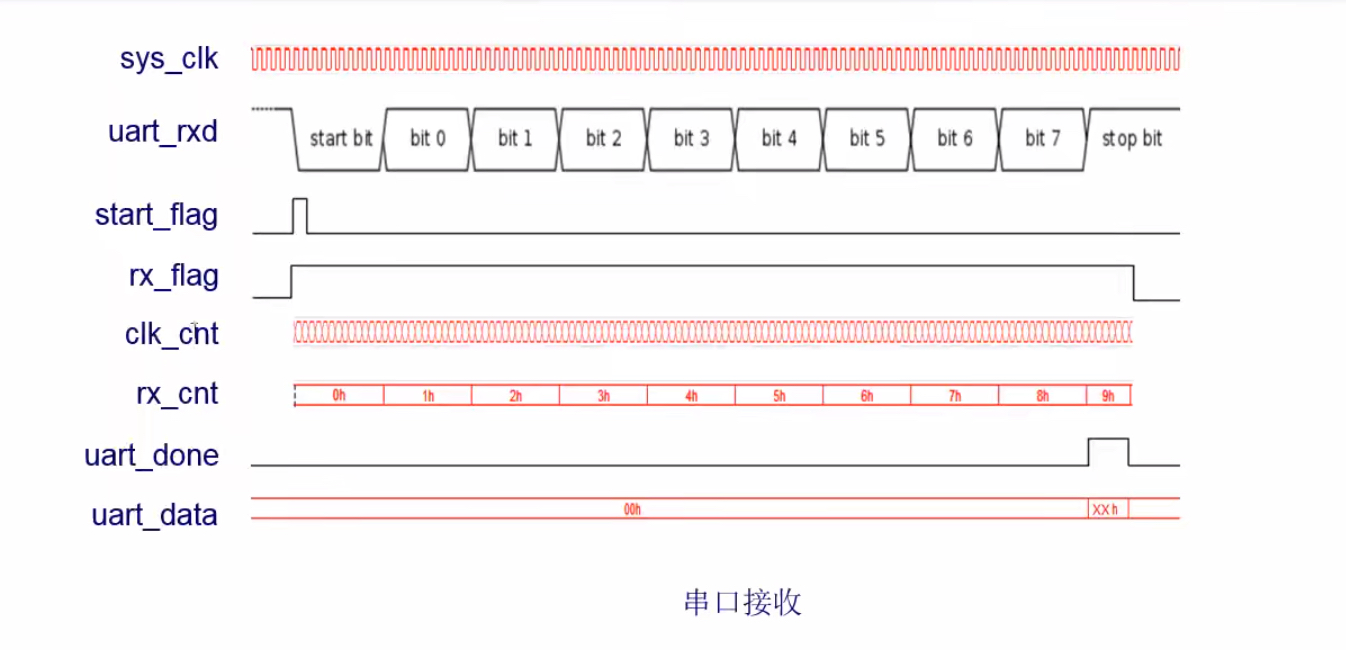 sys_clk
uart_rxd start bit bit 0 bit 1 bit 2 bit 3 bit 4 bit 5 bit 6 bit 7 stop bit
start_flag
rx_flag
clk_cnt
rx_cnt 0h 1h 2h 3h 4h 5h 6h 7h 8h 9h
uart_done
uart_data 00h XX h
串口接收